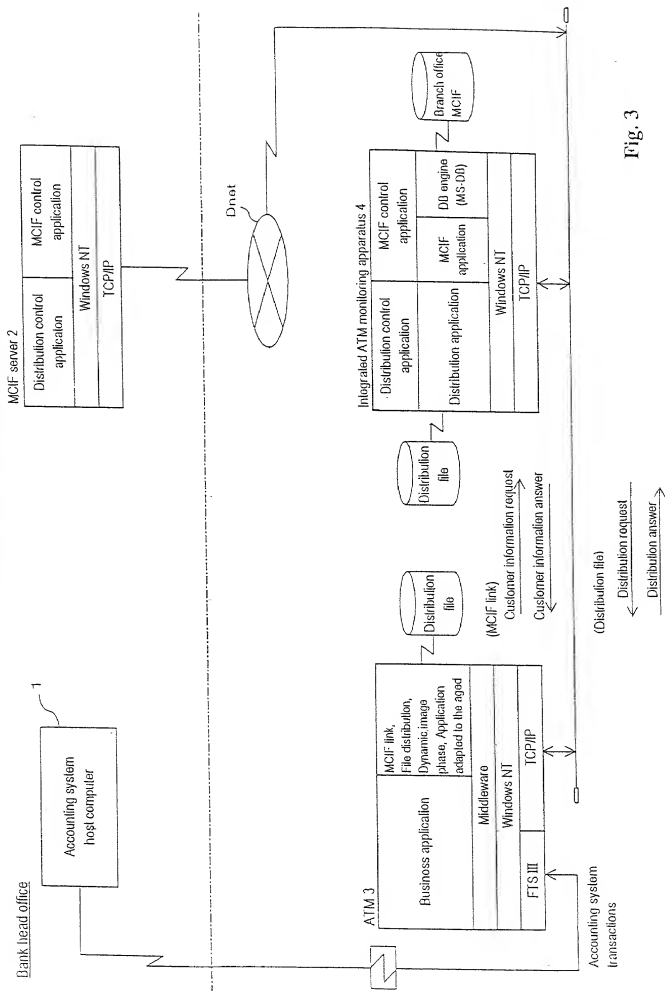 Bank head office
1
Accounting system
host computer
MCIF server 2
Distribution control
application
MCIF control
application
Windows NT
TCP/IP
Dnet
ATM 3
Business application
MCIF link,
File distribution,
Dynamic image
phase, Application
adapted to the aged
Middleware
Windows NT
FTS III
TCP/IP
Accounting system
transactions
Distribution
file
(MCIF link)
Customer information request
Customer information answer
Distribution
file
Integrated ATM monitoring apparatus 4
Distribution control
application
MCIF control
application
Distribution application
MCIF
application
DB engine
(MS-DB)
Windows NT
TCP/IP
Branch office
MCIF
(Distribution file)
Distribution request
Distribution answer
Fig. 3